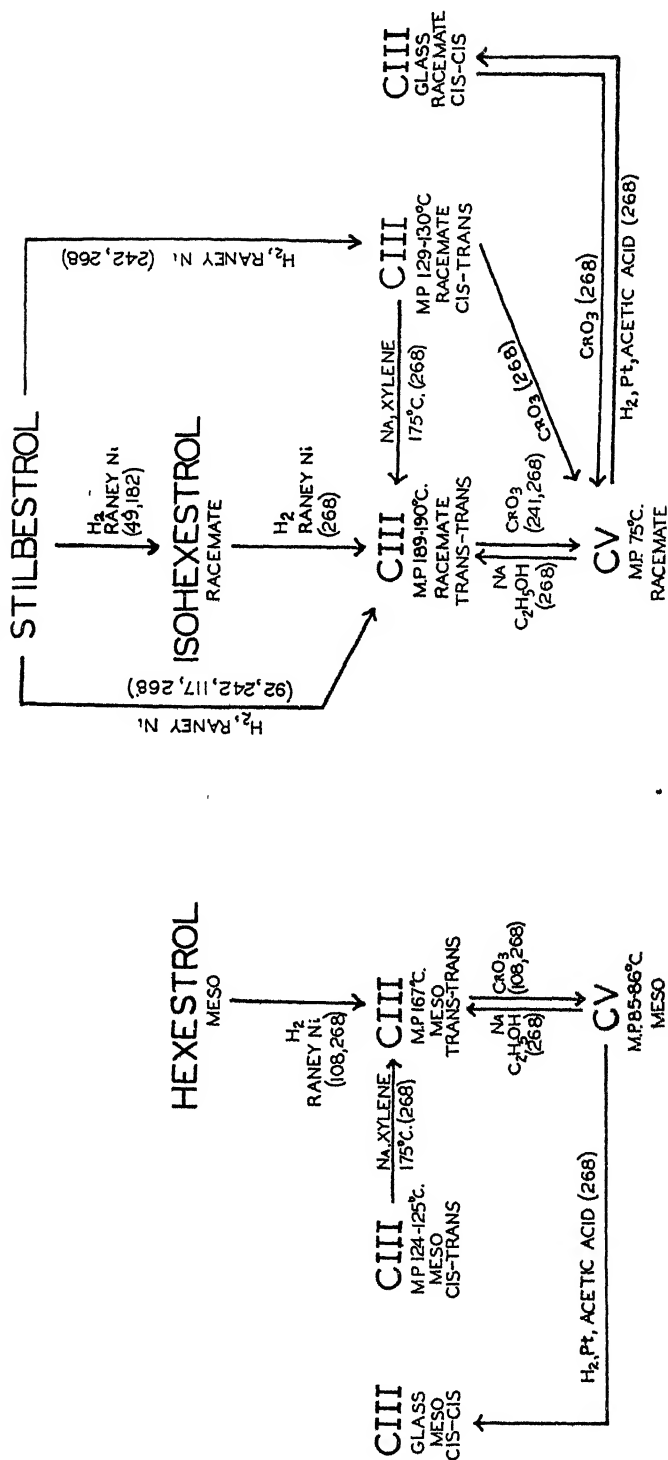 STILBESTROL
H₂, RANEY Ni
(92,242,117,268)
H₂
RANEY Ni
(49,182)
H₂, RANEY Ni
(242,268)
ISOHEXESTROL
RACEMATE
H₂
RANEY Ni
(268)
CIII
M.P. 189-190°C.
RACEMATE
TRANS-TRANS
NA, XYLENE
175°C. (268)
CIII
MP 129-130°C
RACEMATE
CIS-TRANS
CIII
GLASS
RACEMATE
CIS-CIS
NA
C₂H₅OH
(268)
CRO₃
(241,268)
CRO₃ (268)
CRO₃ (268)
H₂, Pt, ACETIC ACID (268)
CV
M.P. 75°C.
RACEMATE
HEXESTROL
MESO
H₂
RANEY Ni
(108,268)
CIII
GLASS
MESO
CIS-CIS
CIII
MP 124-125°C.
MESO
CIS-TRANS
NA, XYLENE
175°C. (268)
CIII
M.P. 167°C.
MESO
TRANS-TRANS
NA
C₂H₅OH
(268)
CRO₃
(108,268)
H₂, Pt, ACETIC ACID (268)
CV
M.P. 85-86°C.
MESO